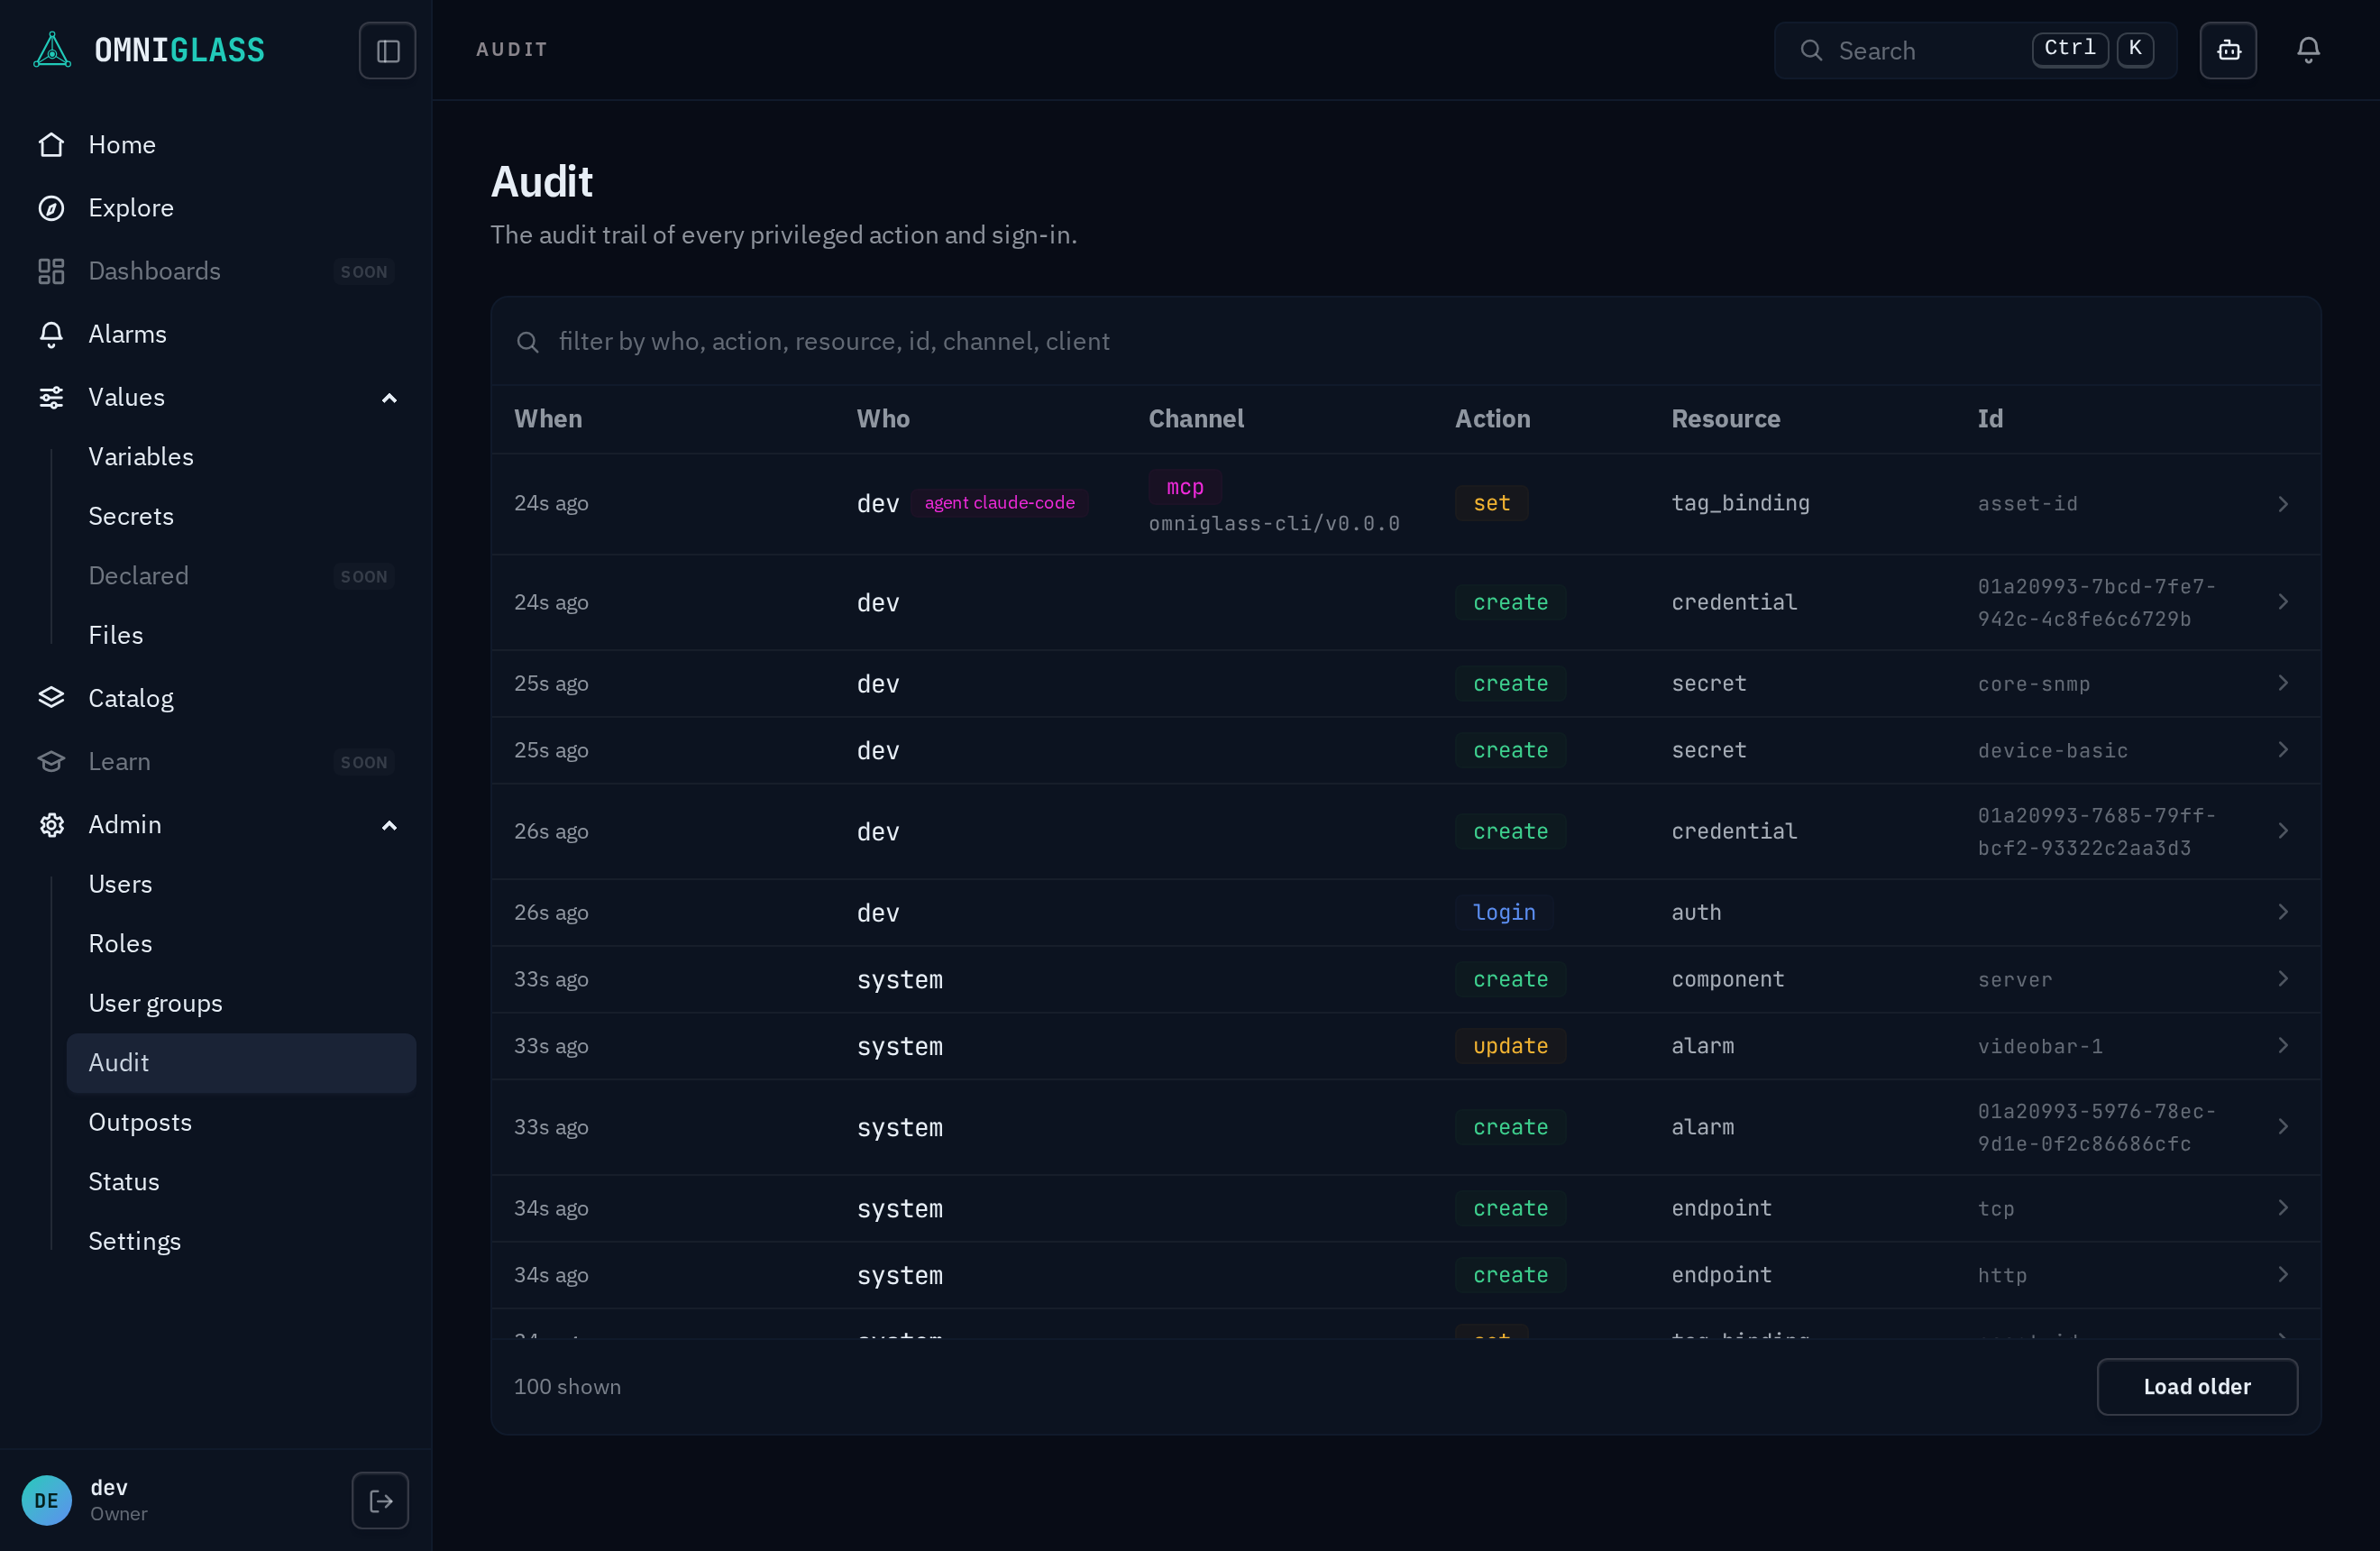 OMNIGLASS
AUDIT
Search Ctrl K
Home
Explore
Dashboards SOON
Alarms
Values
Variables
Secrets
Declared SOON
Files
Catalog
Learn SOON
Admin
Users
Roles
User groups
Audit
Outposts
Status
Settings
DE
dev
Owner
Audit
The audit trail of every privileged action and sign-in.
filter by who, action, resource, id, channel, client
When Who Channel Action Resource Id
24s ago dev agent claude-code mcp omniglass-cli/v0.0.0 set tag_binding asset-id
24s ago dev create credential 01a20993-7bcd-7fe7-
942c-4c8fe6c6729b
25s ago dev create secret core-snmp
25s ago dev create secret device-basic
26s ago dev create credential 01a20993-7685-79ff-
bcf2-93322c2aa3d3
26s ago dev login auth
33s ago system create component server
33s ago system update alarm videobar-1
33s ago system create alarm 01a20993-5976-78ec-
9d1e-0f2c86686cfc
34s ago system create endpoint tcp
34s ago system create endpoint http
100 shown
Load older